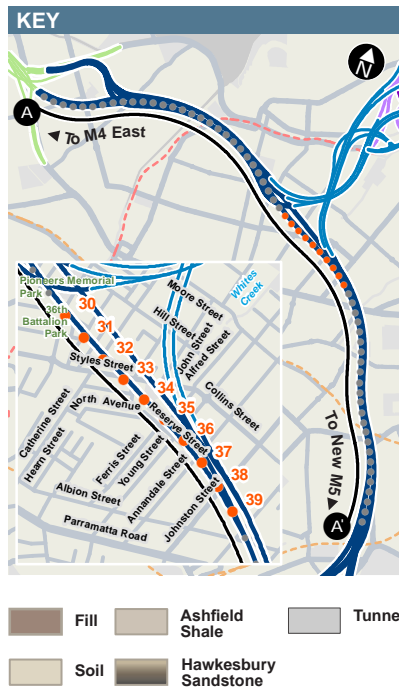 KEY
N
A
To M4 East
Pioneers Memorial
Park
36th
Battalion
Park
Moore Street
Whites
Creek
Hill Street
John Street
Alfred Street
Collins Street
Styles Street
North Avenue
Reserve Street
Catherine Street
Hearn Street
Ferris Street
Young Street
Annandale Street
Johnston Street
Albion Street
Parramatta Road
30
31
32
33
34
35
36
37
38
39
To New M5
A'
Fill
Ashfield
Shale
Tunne
Soil
Hawkesbury
Sandstone